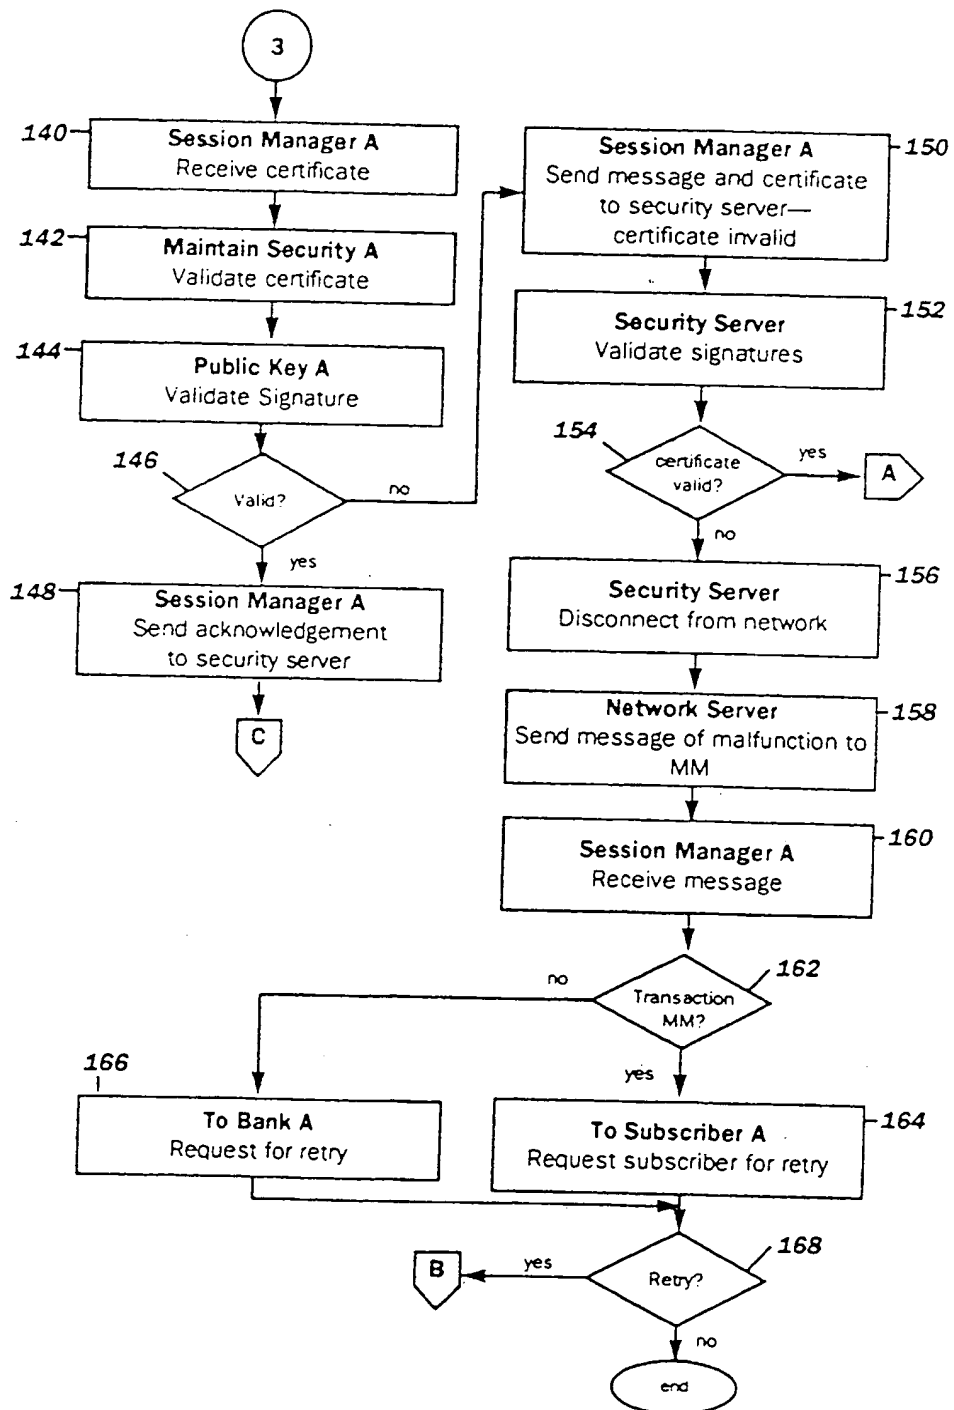 3
140
Session Manager A
Receive certificate
142
Maintain Security A
Validate certificate
144
Public Key A
Validate Signature
146
Valid?
no
yes
148
Session Manager A
Send acknowledgement
to security server
C
150
Session Manager A
Send message and certificate
to security server—
certificate invalid
152
Security Server
Validate signatures
154
certificate
valid?
yes
A
no
156
Security Server
Disconnect from network
158
Network Server
Send message of malfunction to
MM
160
Session Manager A
Receive message
162
Transaction
MM?
no
yes
166
To Bank A
Request for retry
164
To Subscriber A
Request subscriber for retry
168
Retry?
yes
B
no
end